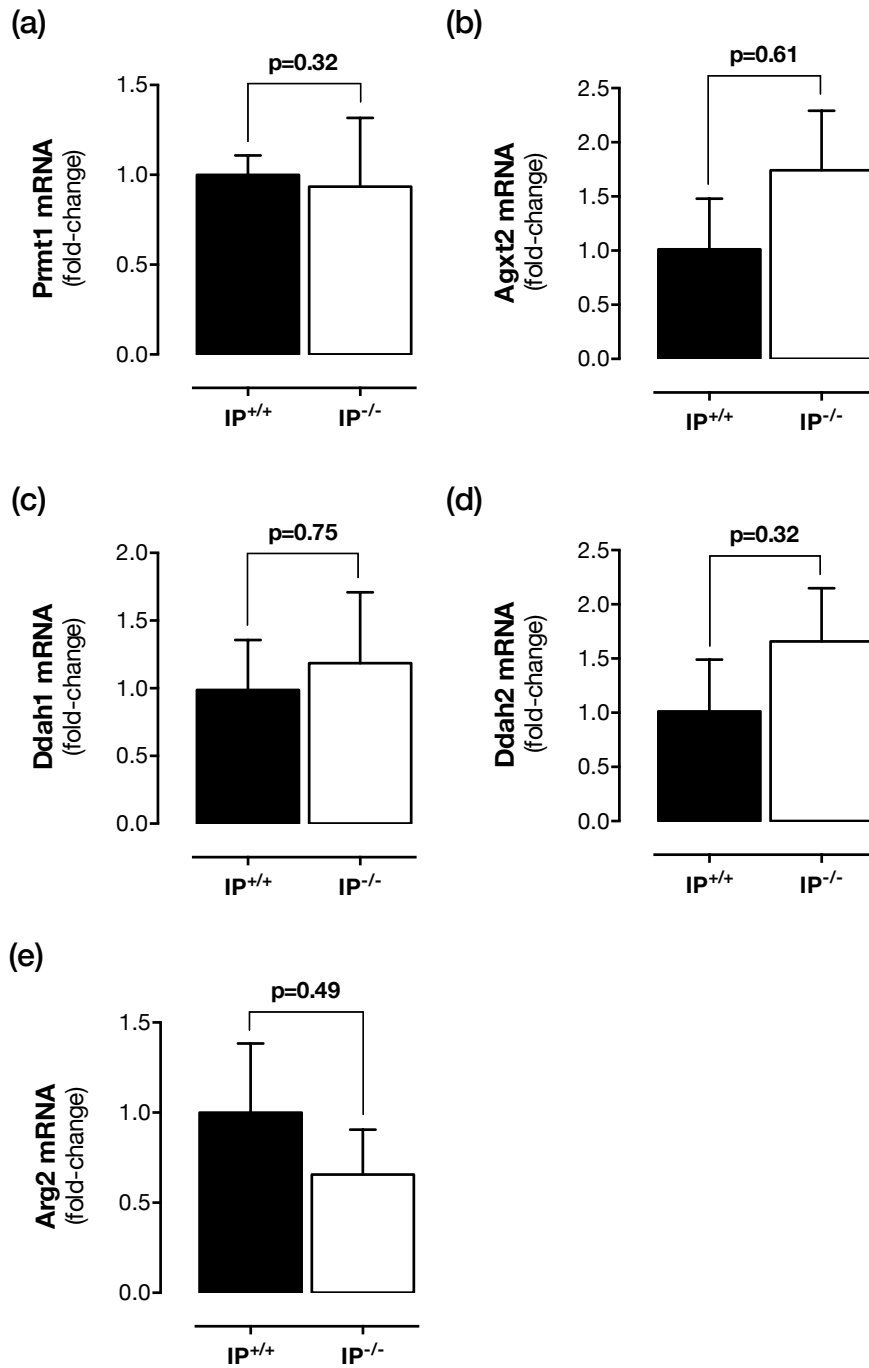 (a)
p=0.32
1.5
1.0
0.5
0.0
Prmt1 mRNA
(fold-change)
IP+/+
IP-/-
(b)
p=0.61
2.5
2.0
1.5
1.0
0.5
0.0
Agxt2 mRNA
(fold-change)
IP+/+
IP-/-
(c)
p=0.75
2.0
1.5
1.0
0.5
0.0
Ddah1 mRNA
(fold-change)
IP+/+
IP-/-
(d)
p=0.32
2.5
2.0
1.5
1.0
0.5
0.0
Ddah2 mRNA
(fold-change)
IP+/+
IP-/-
(e)
p=0.49
1.5
1.0
0.5
0.0
Arg2 mRNA
(fold-change)
IP+/+
IP-/-